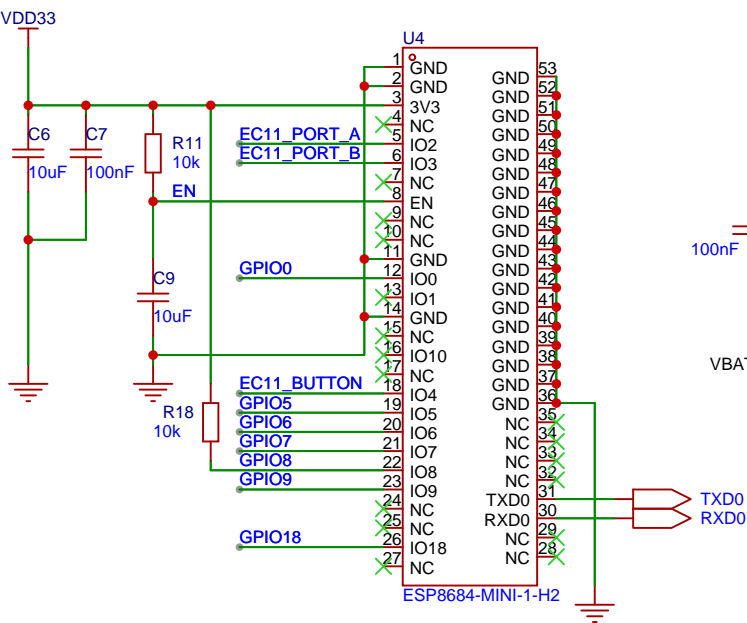 VDD33
C6
10uF
C7
100nF
R11
10k
EN
C9
10uF
R18
10k
EC11_PORT_A
EC11_PORT_B
GPIO0
EC11_BUTTON
GPIO5
GPIO6
GPIO7
GPIO8
GPIO9
GPIO18
U4
1 GND
2 GND
3 3V3
4 NC
5 IO2
6 IO3
7 NC
8 EN
9 NC
10 NC
11 GND
12 IO0
13 IO1
14 GND
15 NC
16 IO10
17 NC
18 IO4
19 IO5
20 IO6
21 IO7
22 IO8
23 IO9
24 NC
25 NC
26 IO18
27 NC
GND 53
GND 52
GND 51
GND 50
GND 49
GND 48
GND 47
GND 46
GND 45
GND 44
GND 43
GND 42
GND 41
GND 40
GND 39
GND 38
GND 37
GND 36
NC 35
NC 34
NC 33
NC 32
TXD0 31
RXD0 30
NC 29
NC 28
ESP8684-MINI-1-H2
TXD0
RXD0
100nF
VBAT